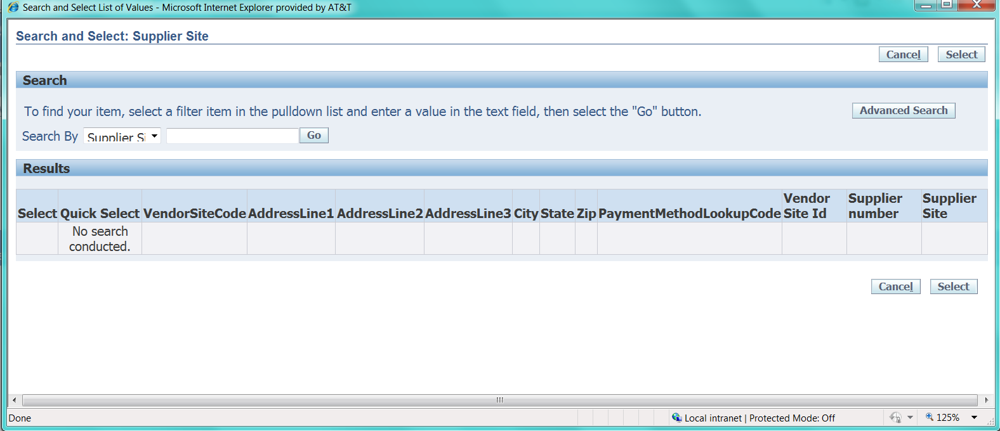 Search and Select List of Values - Microsoft Internet Explorer provided by AT&T
Search and Select: Supplier Site
Cancel Select
Search
To find your item, select a filter item in the pulldown list and enter a value in the text field, then select the "Go" button.
Advanced Search
Search By Supplier Si Go
Results
Select Quick Select VendorSiteCode AddressLine1 AddressLine2 AddressLine3 City State Zip PaymentMethodLookupCode Vendor Site Id Supplier number Supplier Site
No search
conducted.
Cancel Select
Done Local intranet | Protected Mode: Off 125%